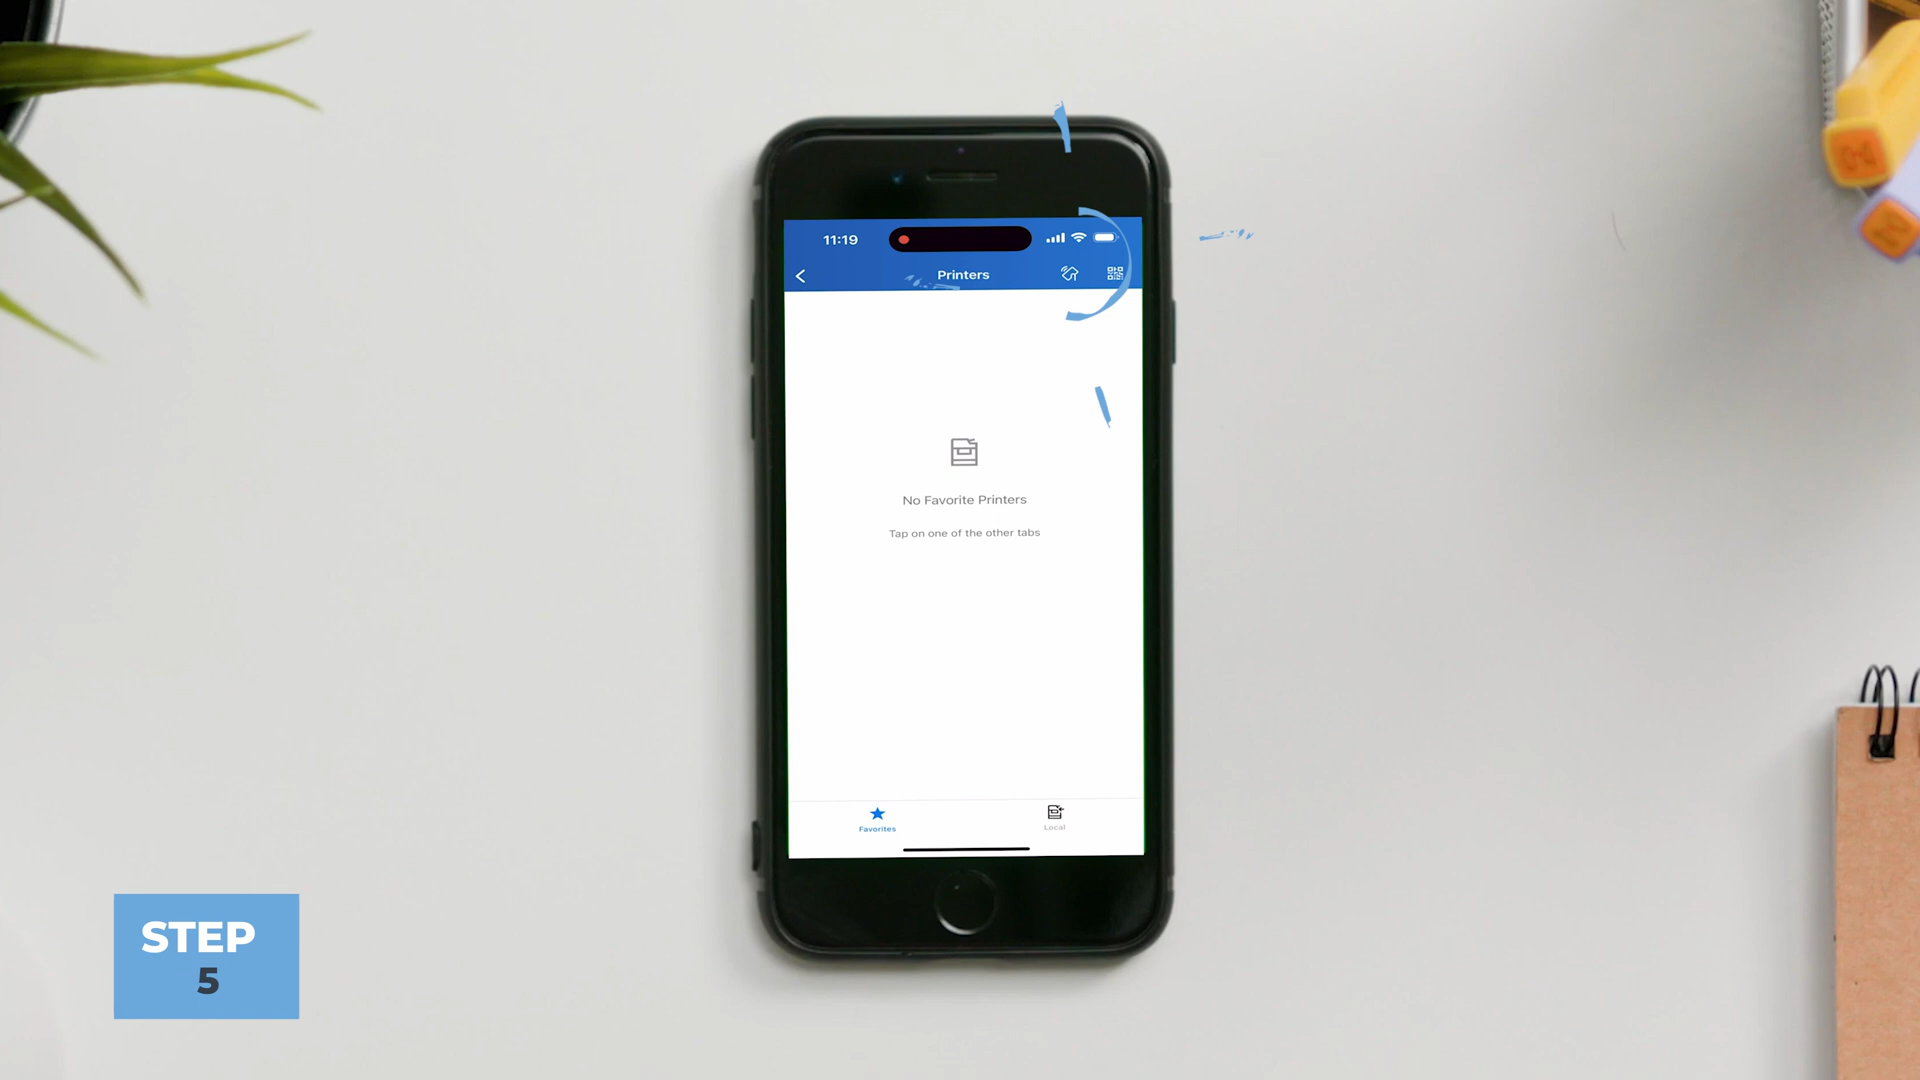 11:19
Printers
No Favorite Printers
Tap on one of the other tabs
Favorites
Local
STEP
5